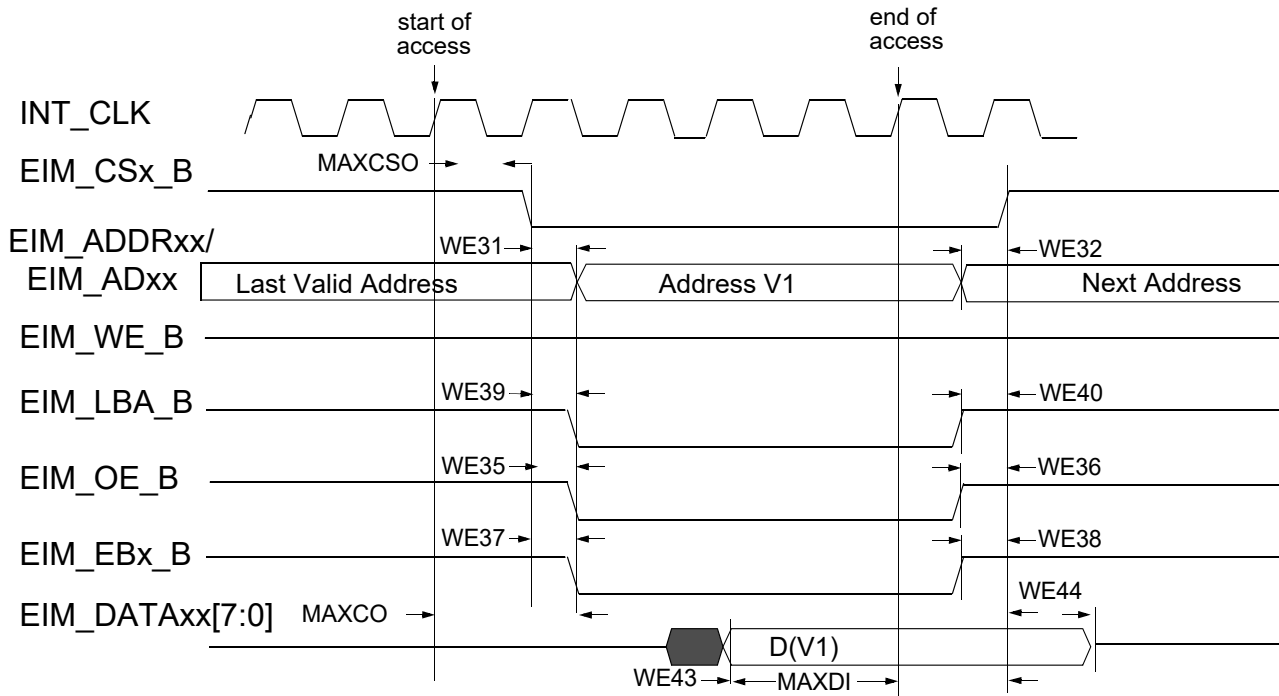 start of
access
end of
access
INT_CLK
MAXCSO
EIM_CSx_B
EIM_ADDRxx/
WE31
WE32
EIM_ADxx
Last Valid Address
Address V1
Next Address
EIM_WE_B
WE39
WE40
EIM_LBA_B
WE35
WE36
EIM_OE_B
WE37
WE38
EIM_EBx_B
WE44
EIM_DATAxx[7:0]
MAXCO
D(V1)
WE43
MAXDI